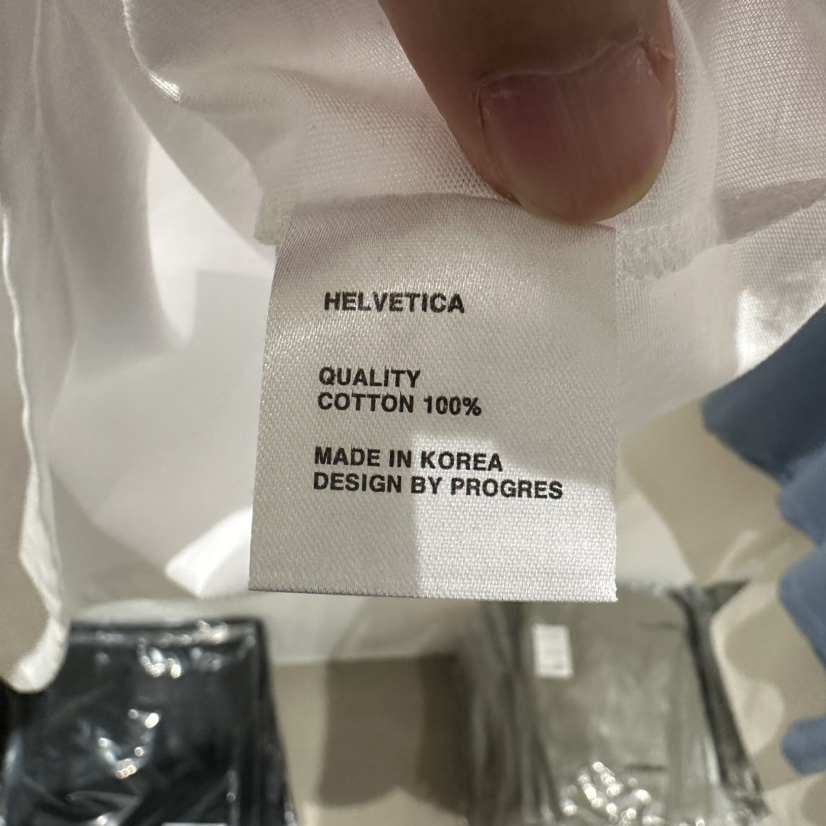 HELVETICA
QUALITY
COTTON 100%
MADE IN KOREA
DESIGN BY PROGRES